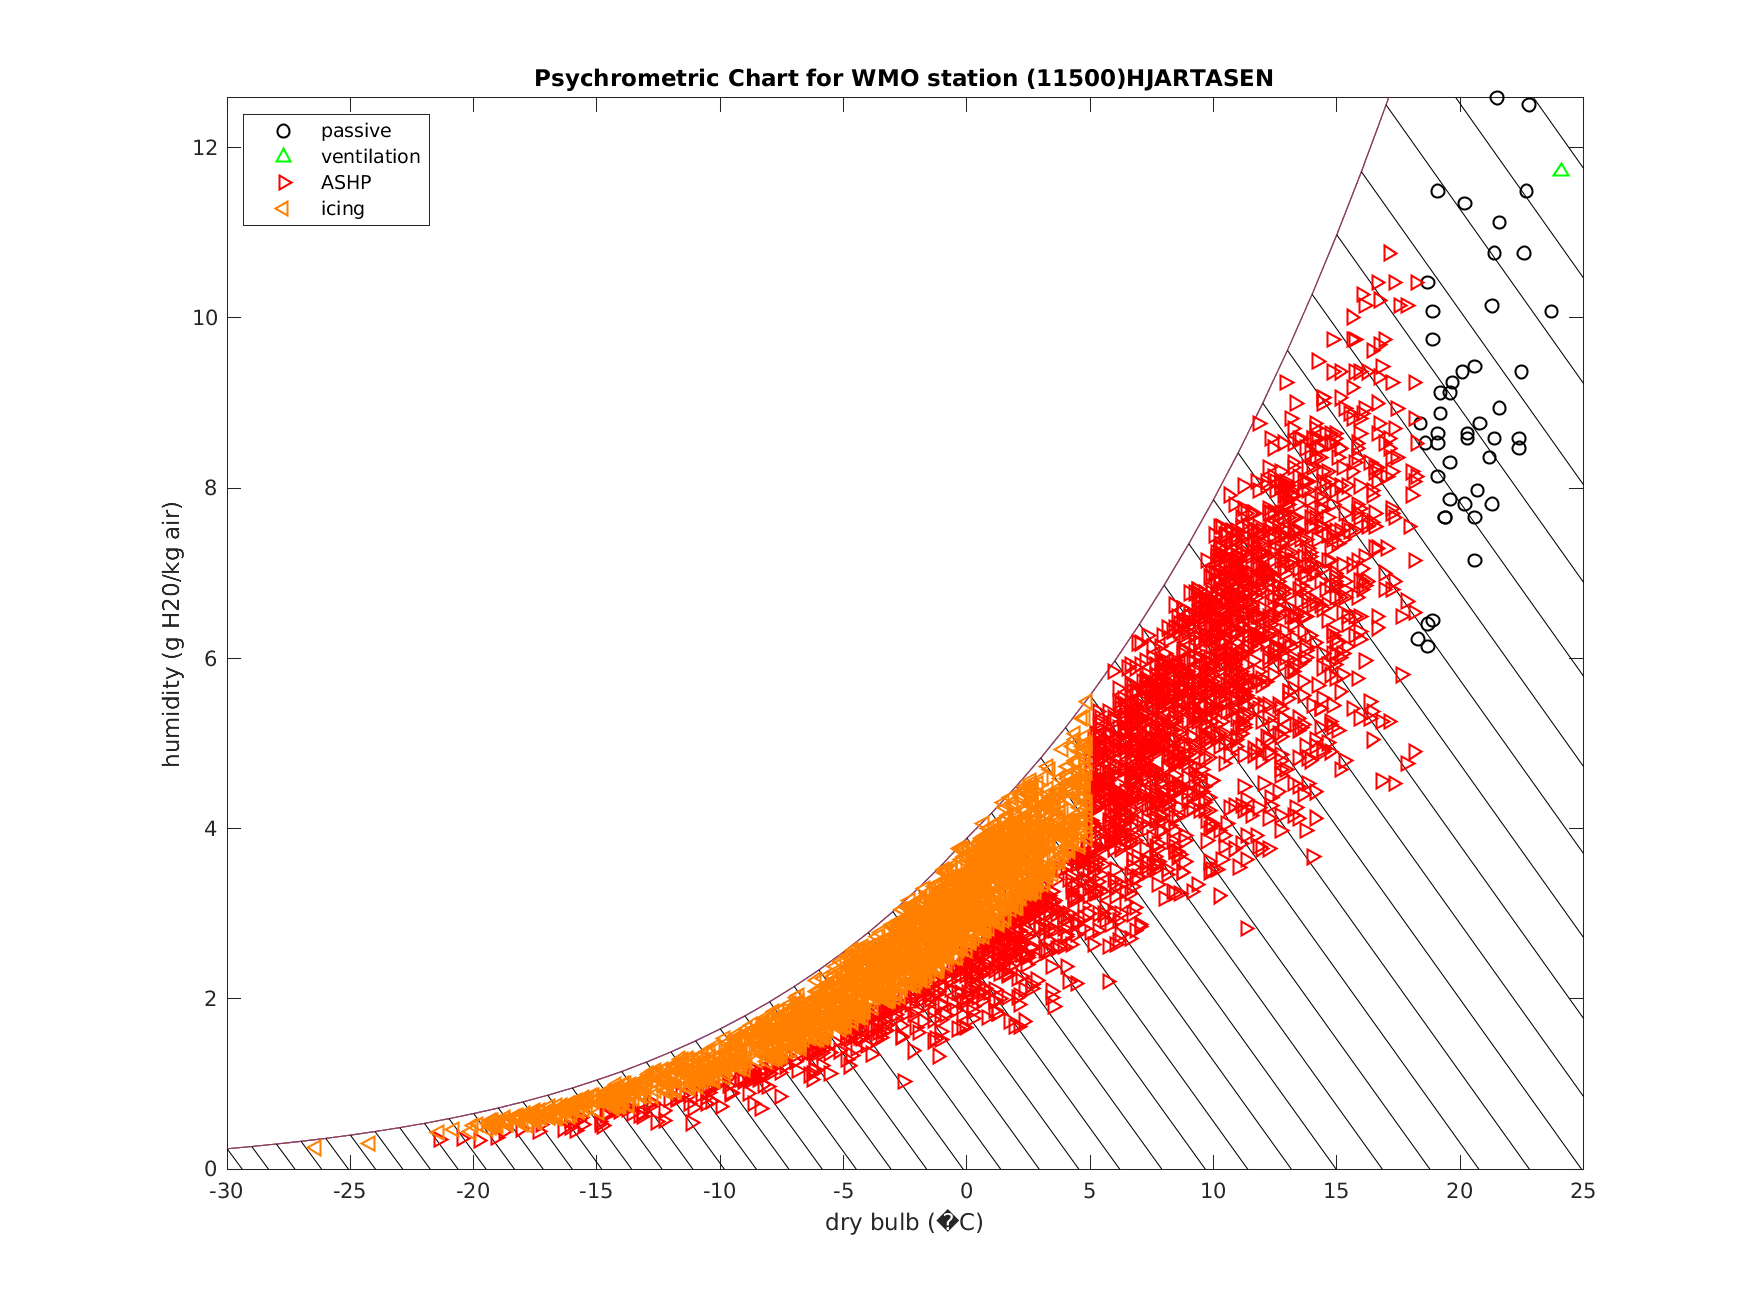 Psychrometric Chart for WMO station (11500)HJARTASEN
passive
ventilation
ASHP
icing
12
10
8
6
4
2
0
humidity (g H20/kg air)
-30 -25 -20 -15 -10 -5 0 5 10 15 20 25
dry bulb (�C)